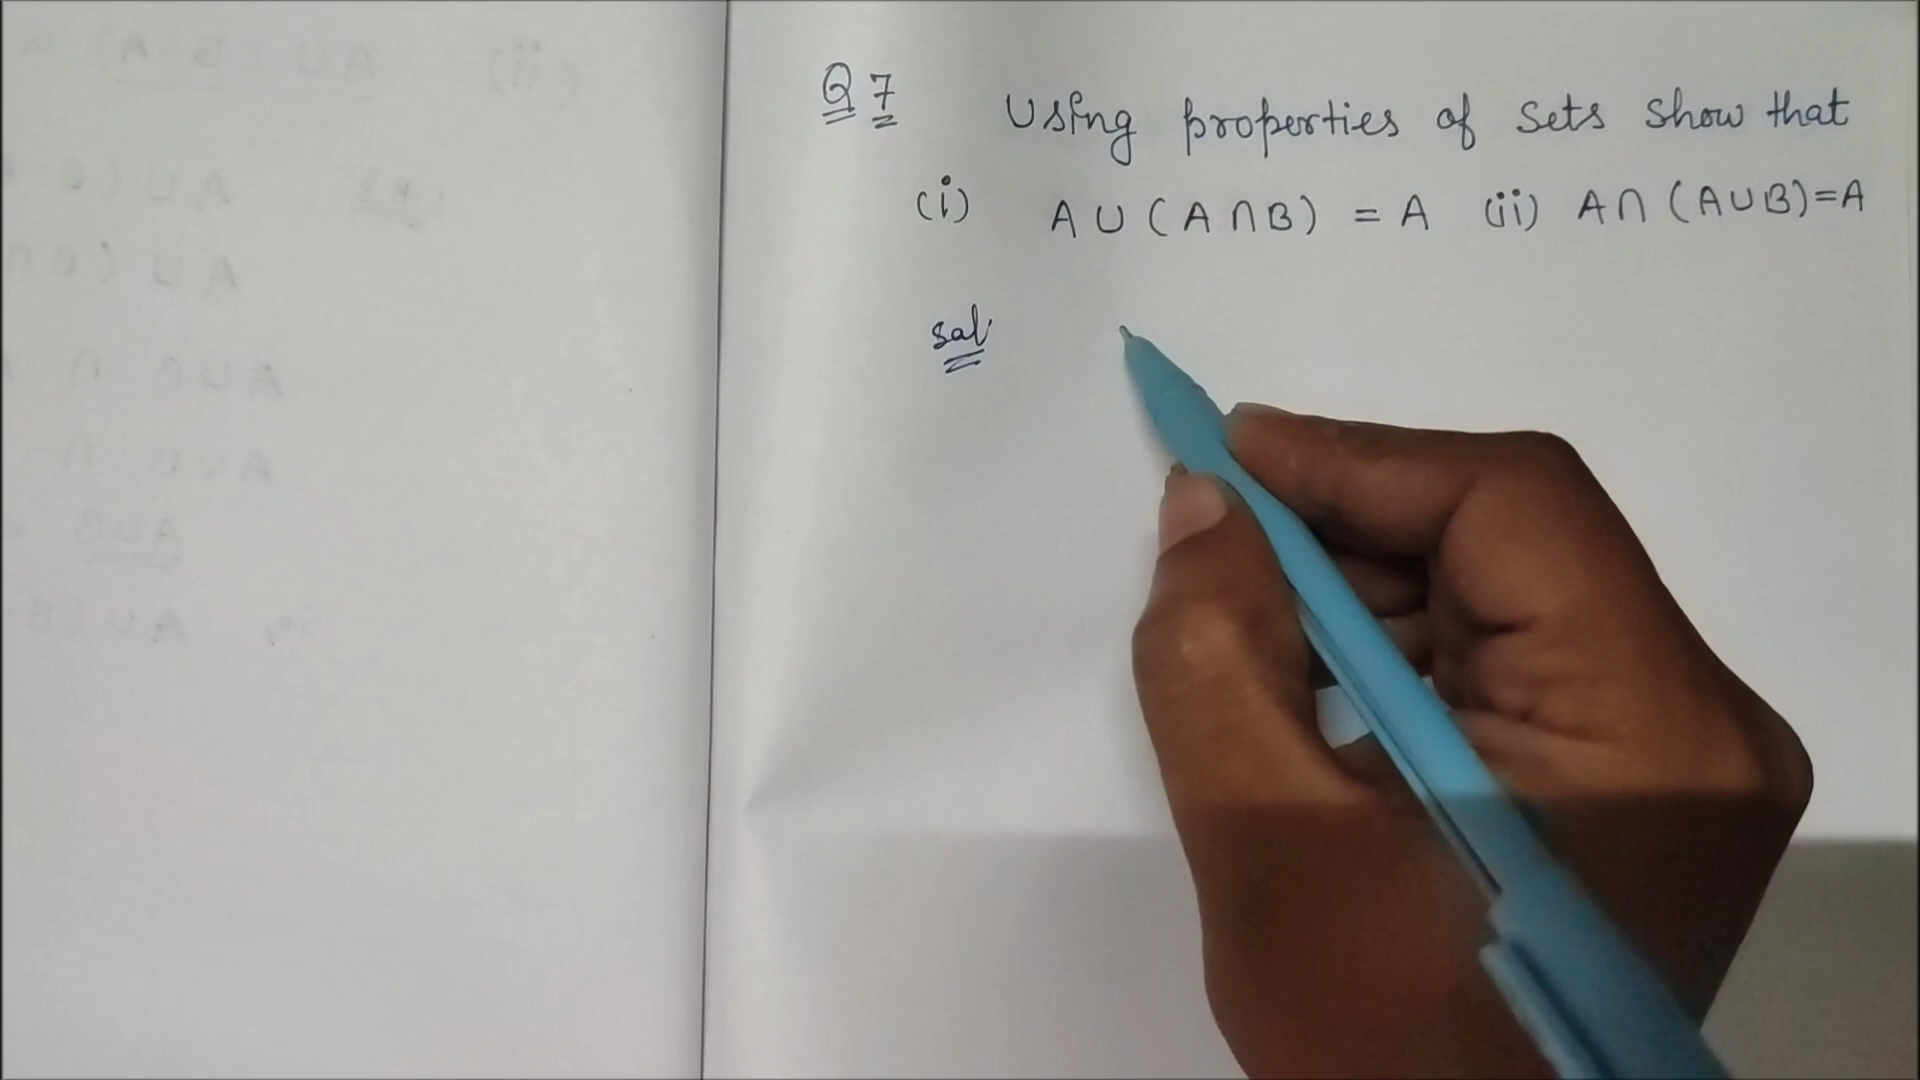 Q 7 Using properties of sets show that
(i) A ∪ (A ∩ B) = A (ii) A ∩ (A ∪ B) = A
sol